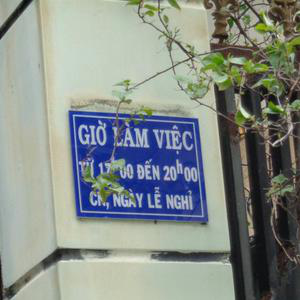 GIỜ LÀM VIỆC
TỪ 17h00 ĐẾN 20h00
CN, NGÀY LỄ NGHỈ